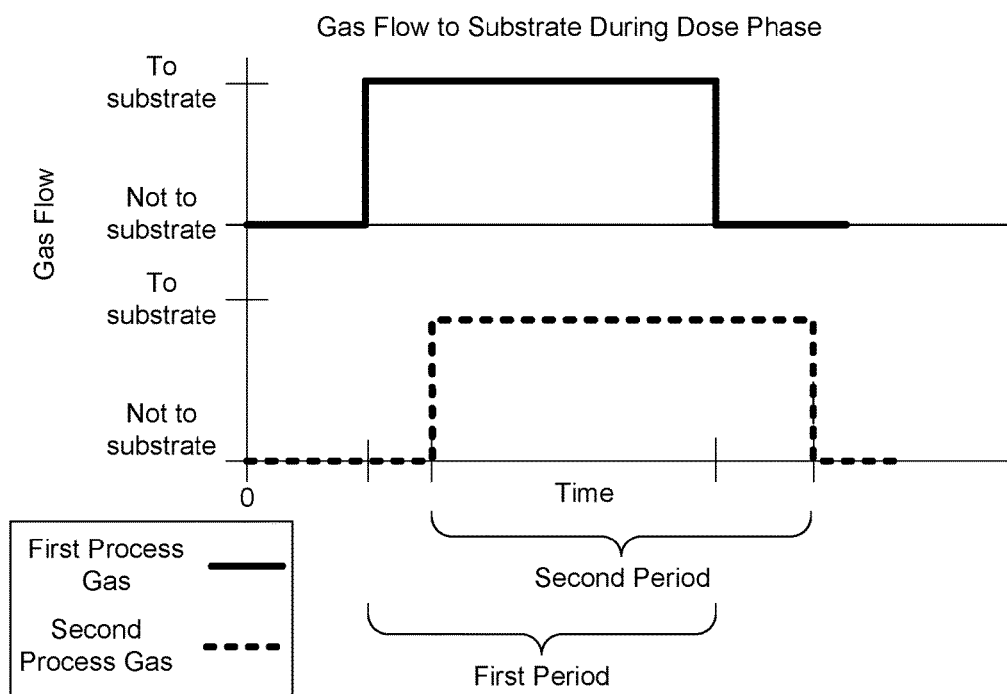 Gas Flow to Substrate During Dose Phase
To
substrate
Not to
substrate
Gas Flow
To
substrate
Not to
substrate
0
Time
Second Period
First Period
First Process
Gas
Second
Process Gas